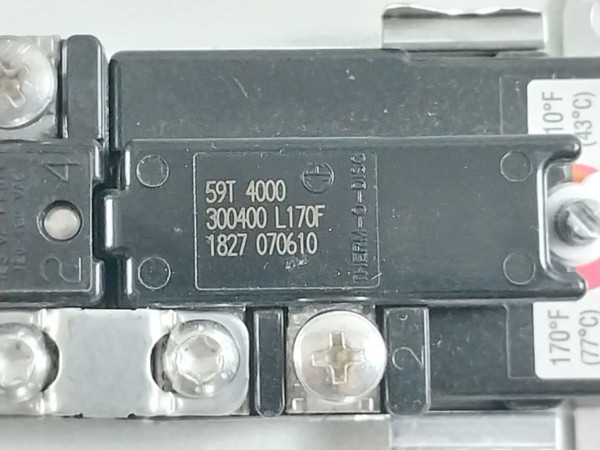 59T 4000
300400 L170F
1827 070610
THERM-O-DISC
4
2
2
10°F
(43°C)
170°F
(77°C)